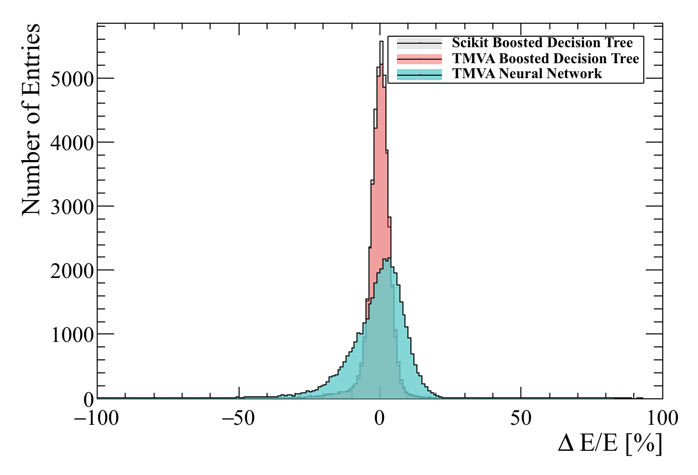 Number of Entries
5000
4000
3000
2000
1000
0
Scikit Boosted Decision Tree
TMVA Boosted Decision Tree
TMVA Neural Network
−100
−50
0
50
100
Δ E/E [%]